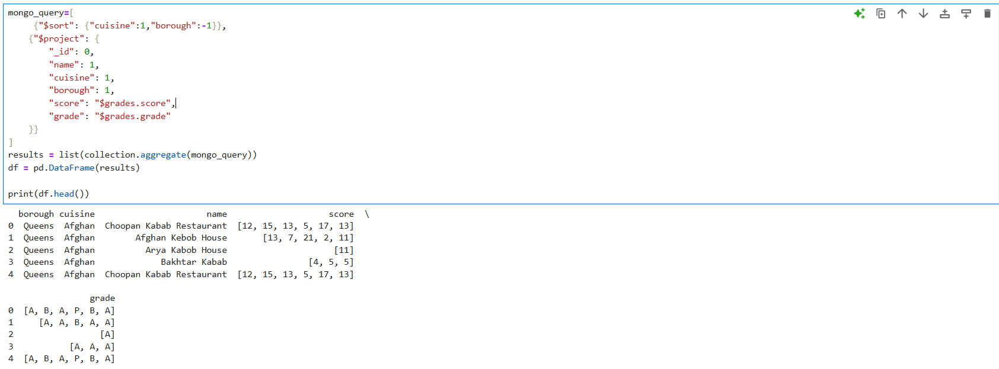 mongo_query=[
     {"$sort": {"cuisine":1,"borough":-1}},
    {"$project": {
        "_id": 0,
        "name": 1,
        "cuisine": 1,
        "borough": 1,
        "score": "$grades.score",
        "grade": "$grades.grade"
    }}
]
results = list(collection.aggregate(mongo_query))
df = pd.DataFrame(results)
print(df.head())
  borough cuisine                      name                    score  \
0  Queens  Afghan  Choopan Kabab Restaurant  [12, 15, 13, 5, 17, 13]
1  Queens  Afghan        Afghan Kebob House       [13, 7, 21, 2, 11]
2  Queens  Afghan          Arya Kabob House                     [11]
3  Queens  Afghan             Bakhtar Kabab                [4, 5, 5]
4  Queens  Afghan  Choopan Kabab Restaurant  [12, 15, 13, 5, 17, 13]
                grade
0  [A, B, A, P, B, A]
1     [A, A, B, A, A]
2                 [A]
3           [A, A, A]
4  [A, B, A, P, B, A]